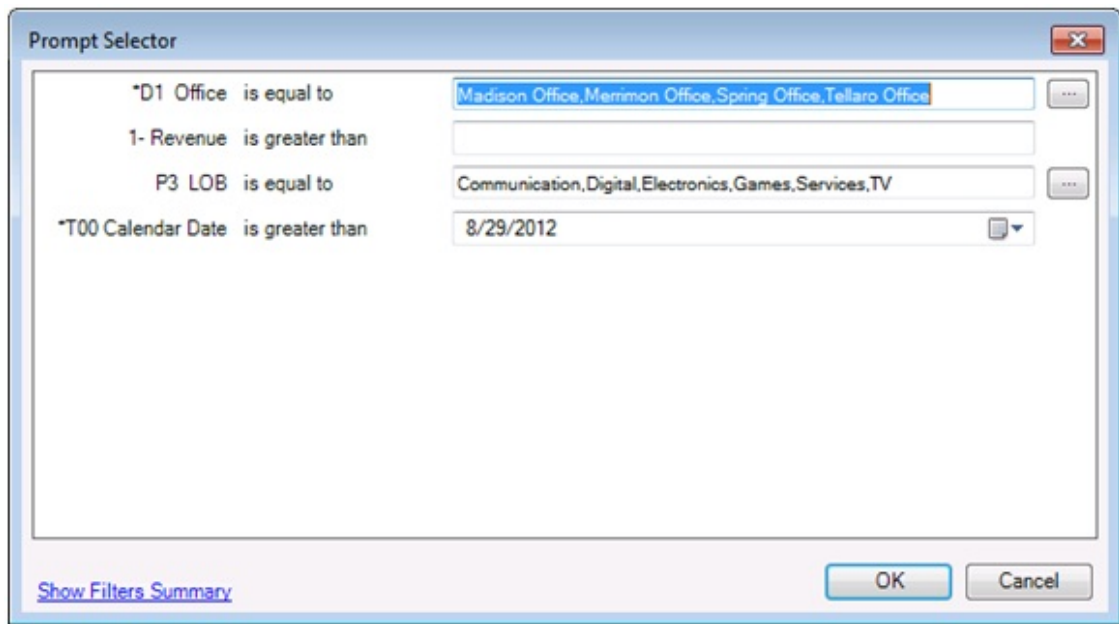 Prompt Selector
*D1 Office is equal to Madison Office,Merrimon Office,Spring Office,Tellaro Office ...
1- Revenue is greater than
P3 LOB is equal to Communication,Digital,Electronics,Games,Services,TV ...
*T00 Calendar Date is greater than 8/29/2012
Show Filters Summary OK Cancel